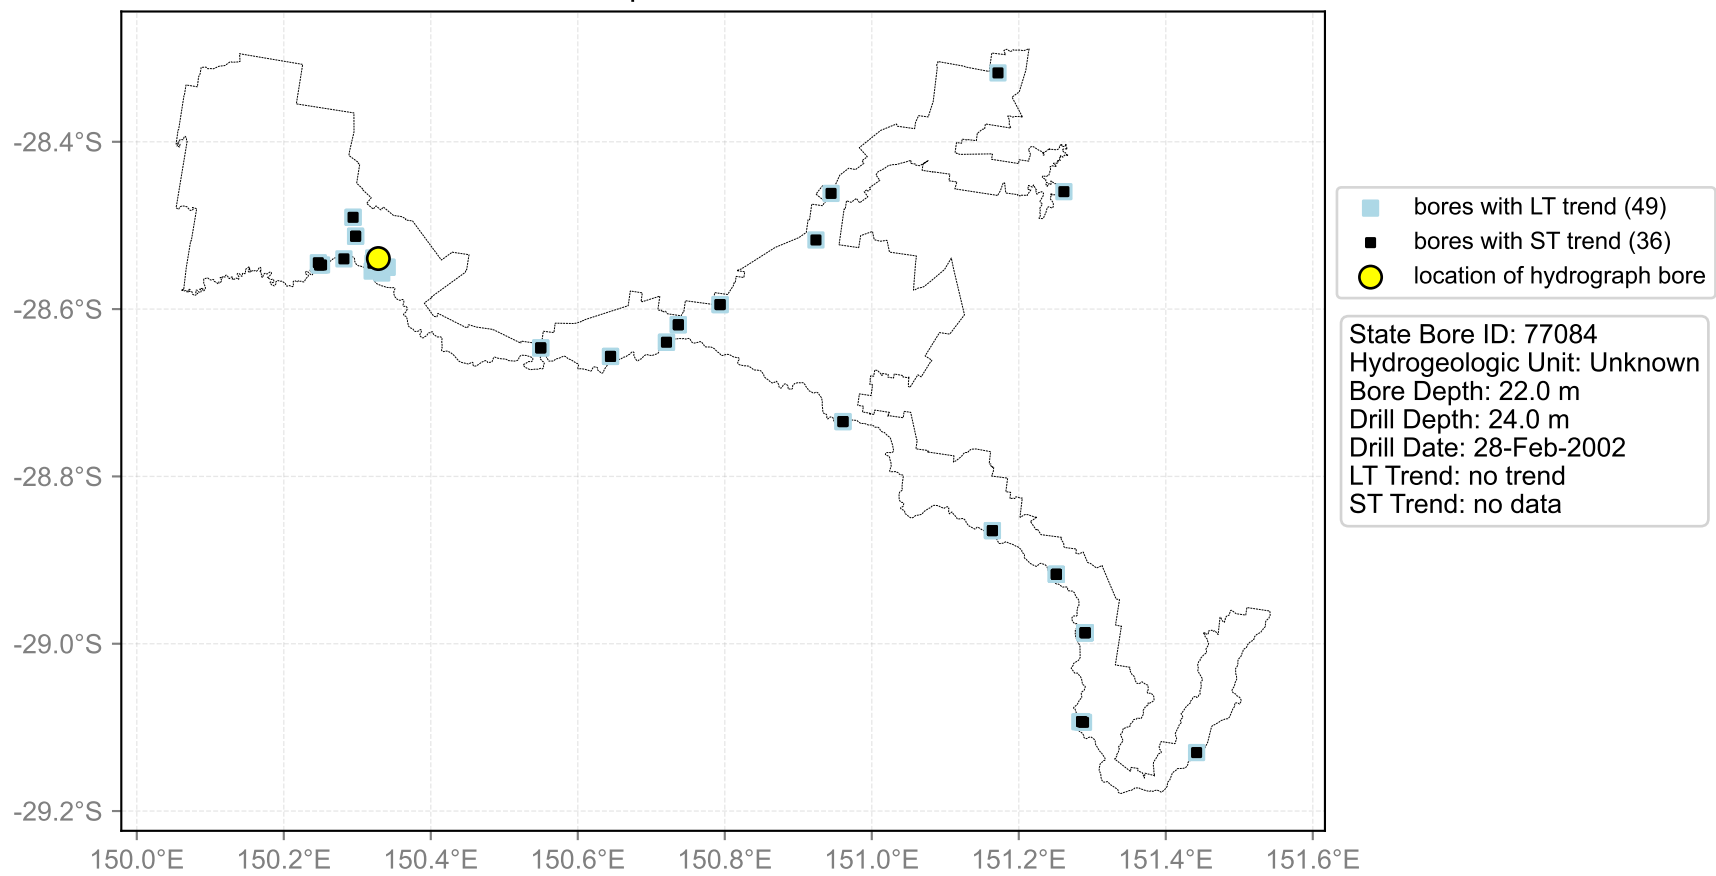 -28.4°S
-28.6°S
-28.8°S
-29.0°S
-29.2°S
150.0°E 150.2°E 150.4°E 150.6°E 150.8°E 151.0°E 151.2°E 151.4°E 151.6°E
bores with LT trend (49)
bores with ST trend (36)
location of hydrograph bore
State Bore ID: 77084
Hydrogeologic Unit: Unknown
Bore Depth: 22.0 m
Drill Depth: 24.0 m
Drill Date: 28-Feb-2002
LT Trend: no trend
ST Trend: no data